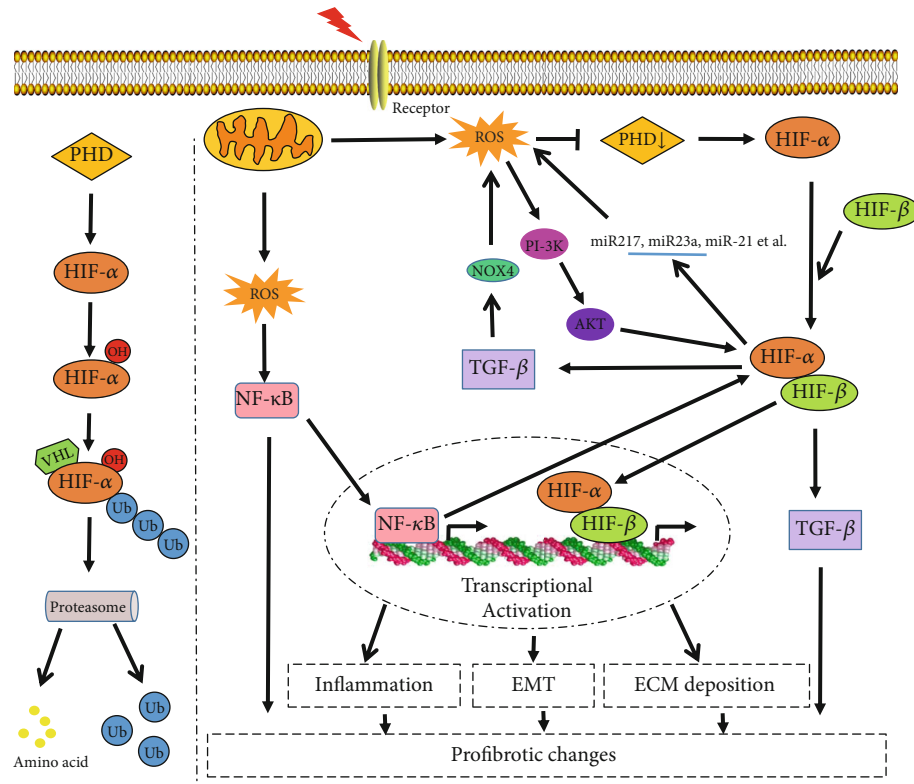 Receptor
PHD
HIF-α
HIF-α
OH
VHL
OH
HIF-α
Ub
Ub
Ub
Proteasome
Amino acid
Ub
Ub
Ub
ROS
PHD↓
HIF-α
HIF-β
PI-3K
miR217, miR23a, miR-21 et al.
NOX4
AKT
TGF-β
ROS
NF-κB
HIF-α
HIF-β
HIF-α
HIF-β
NF-κB
TGF-β
Transcriptional
Activation
Inflammation
EMT
ECM deposition
Profibrotic changes